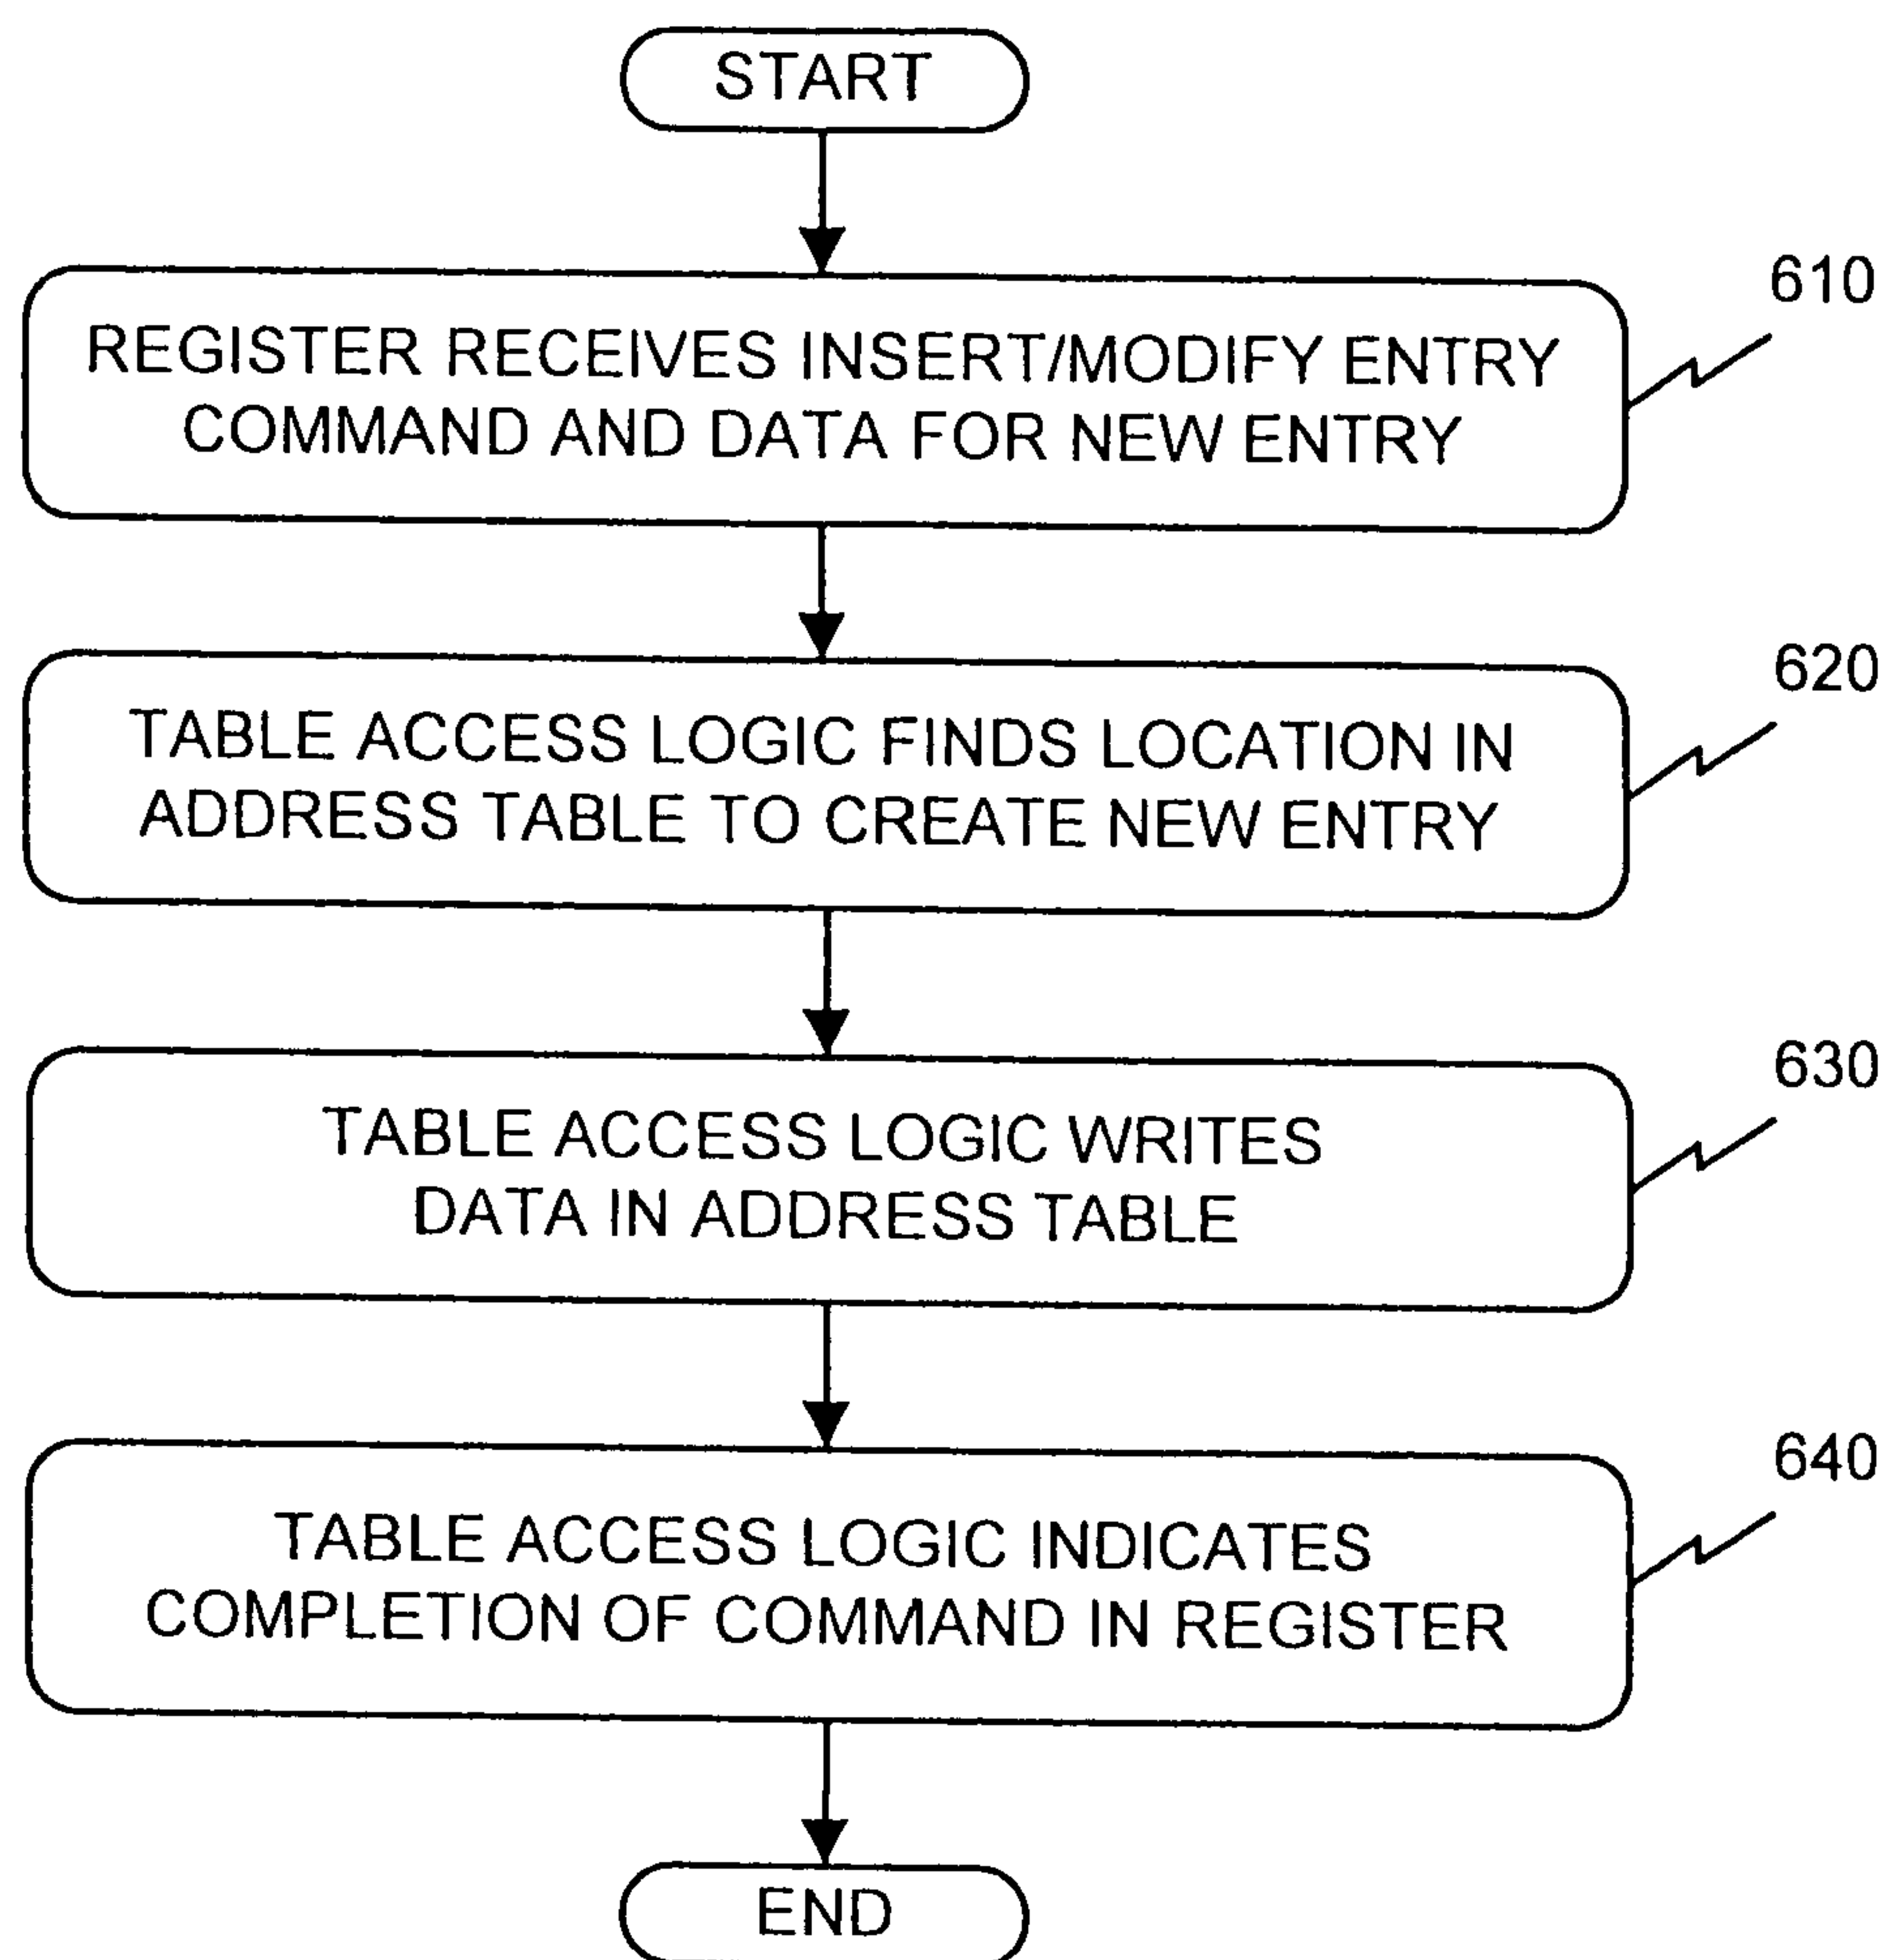 START
610
REGISTER RECEIVES INSERT/MODIFY ENTRY
COMMAND AND DATA FOR NEW ENTRY
620
TABLE ACCESS LOGIC FINDS LOCATION IN
ADDRESS TABLE TO CREATE NEW ENTRY
630
TABLE ACCESS LOGIC WRITES
DATA IN ADDRESS TABLE
640
TABLE ACCESS LOGIC INDICATES
COMPLETION OF COMMAND IN REGISTER
END